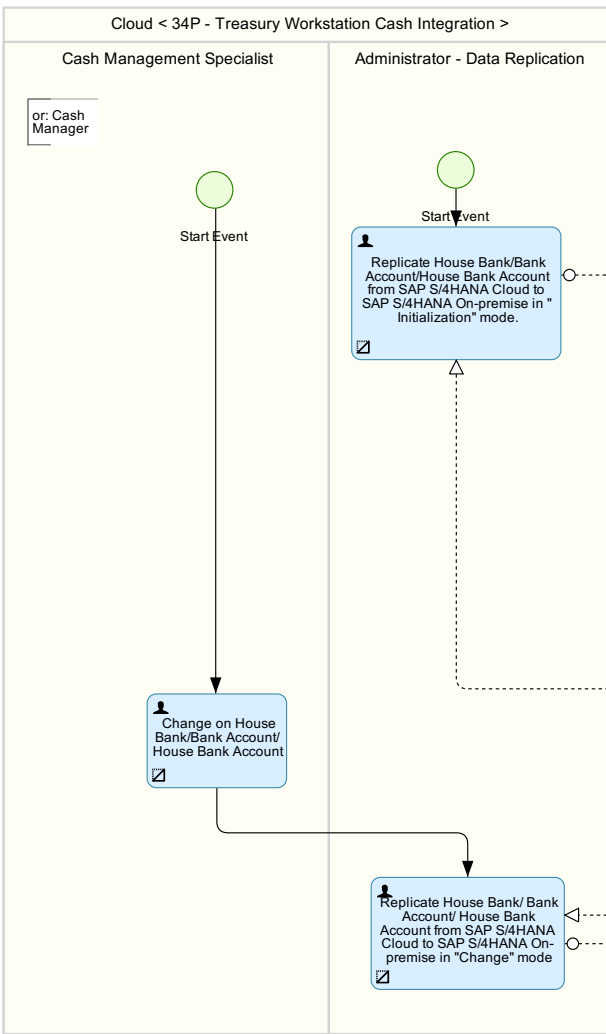 Cloud < 34P - Treasury Workstation Cash Integration >
Cash Management Specialist
Administrator - Data Replication
or: Cash
Manager
Start Event
Start Event
Replicate House Bank/Bank
Account/House Bank Account
from SAP S/4HANA Cloud to
SAP S/4HANA On-premise in "
Initialization" mode.
Change on House
Bank/Bank Account/
House Bank Account
Replicate House Bank/ Bank
Account/ House Bank
Account from SAP S/4HANA
Cloud to SAP S/4HANA On-
premise in "Change" mode